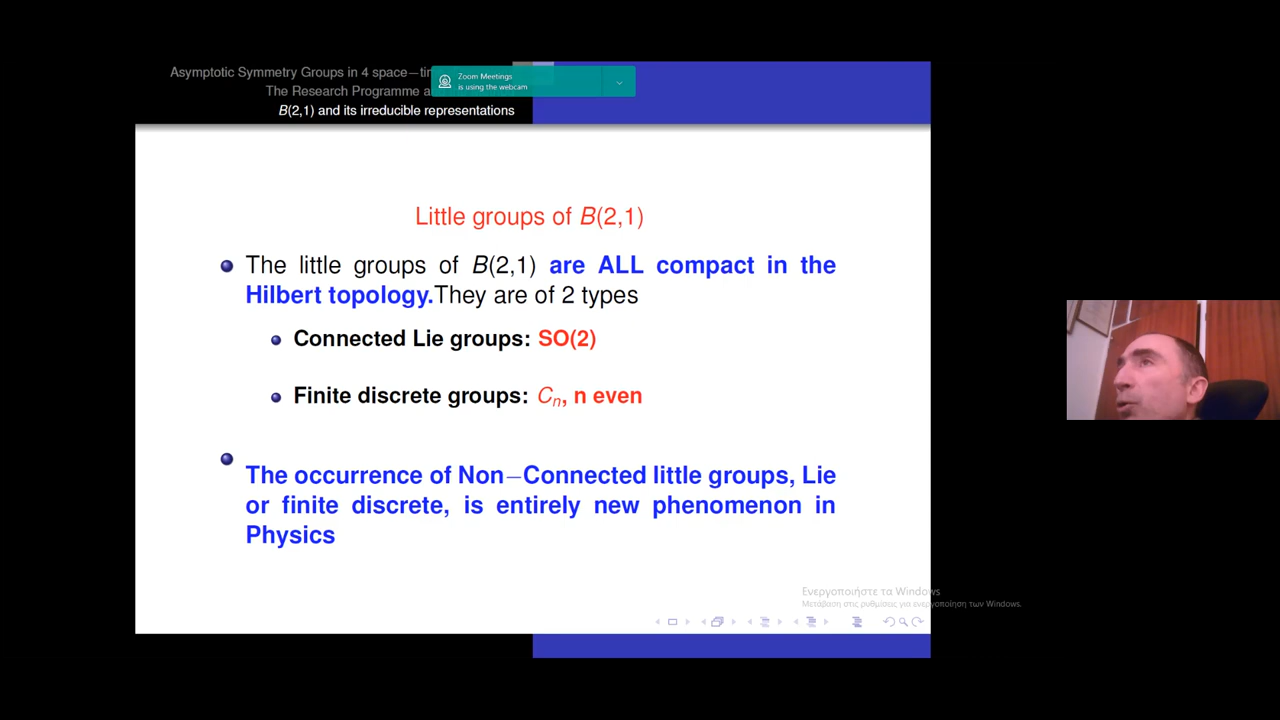 Asymptotic Symmetry Groups in 4 space–
The Research Programme
B(2,1) and its irreducible representations
Zoom Meetings
is using the webcam
Little groups of B(2,1)
The little groups of B(2,1) are ALL compact in the
Hilbert topology.They are of 2 types
Connected Lie groups: SO(2)
Finite discrete groups: Cn, n even
The occurrence of Non–Connected little groups, Lie
or finite discrete, is entirely new phenomenon in
Physics
Ενεργοποιήστε τα Windows
Μετάβαση στις ρυθμίσεις για ενεργοποίηση των Windows.